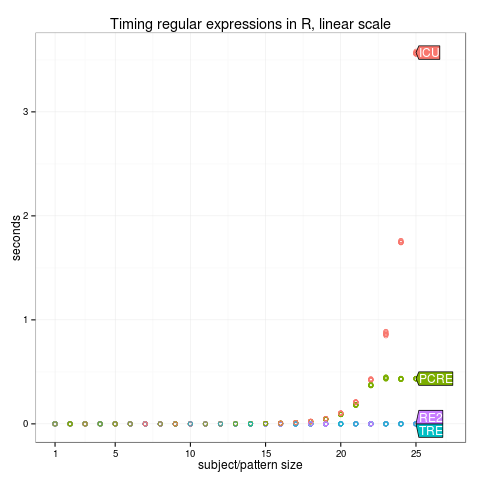 Timing regular expressions in R, linear scale
ICU
3
2
seconds
1
PCRE
RE2
0
TRE
1 5 10 15 20 25
subject/pattern size